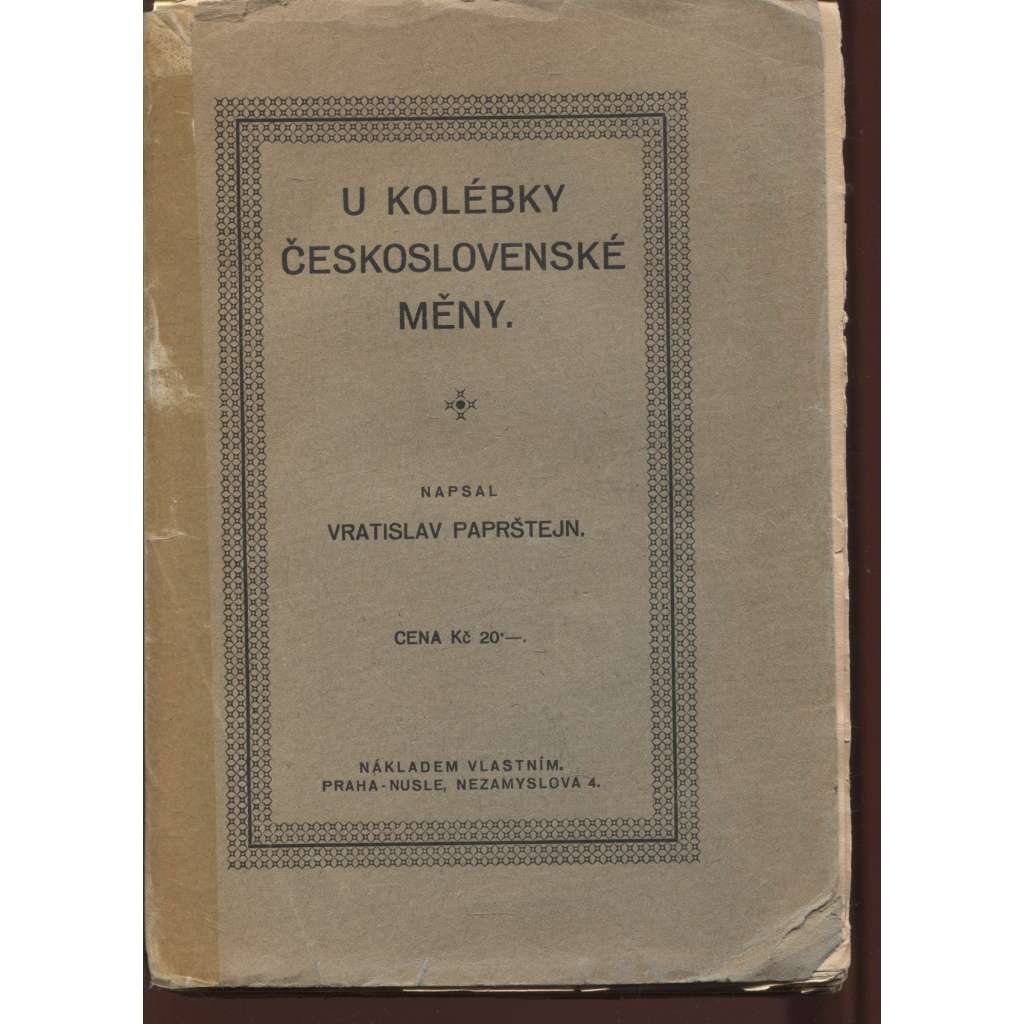 U KOLÉBKY
ČESKOSLOVENSKÉ
MĚNY.
NAPSAL
VRATISLAV PAPRŠTEJN.
CENA Kč 20·—.
NÁKLADEM VLASTNÍM.
PRAHA-NUSLE, NEZAMYSLOVA 4.